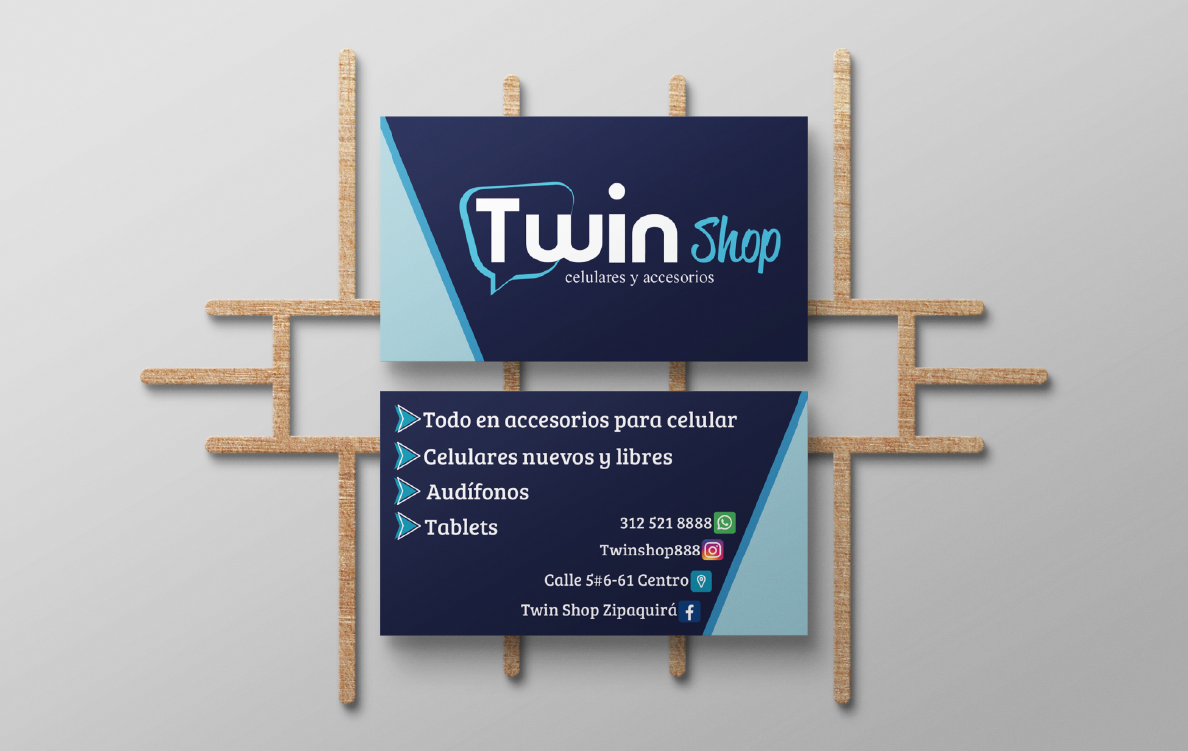 Twin Shop
celulares y accesorios
Todo en accesorios para celular
Celulares nuevos y libres
Audífonos
Tablets
312 521 8888
Twinshop888
Calle 5#6-61 Centro
Twin Shop Zipaquirá